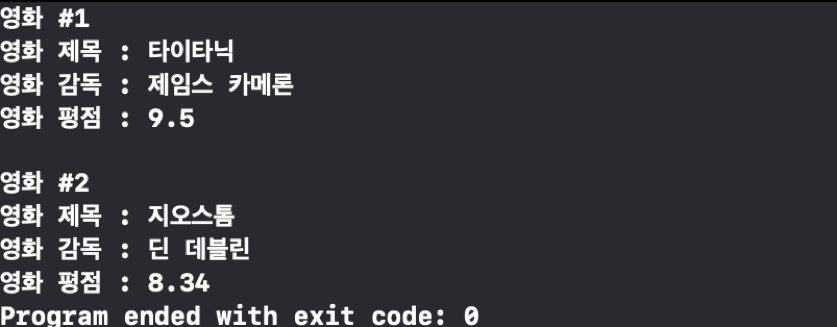 영화 #1
영화 제목 : 타이타닉
영화 감독 : 제임스 카메론
영화 평점 : 9.5
영화 #2
영화 제목 : 지오스톰
영화 감독 : 딘 데블린
영화 평점 : 8.34
Program ended with exit code: 0